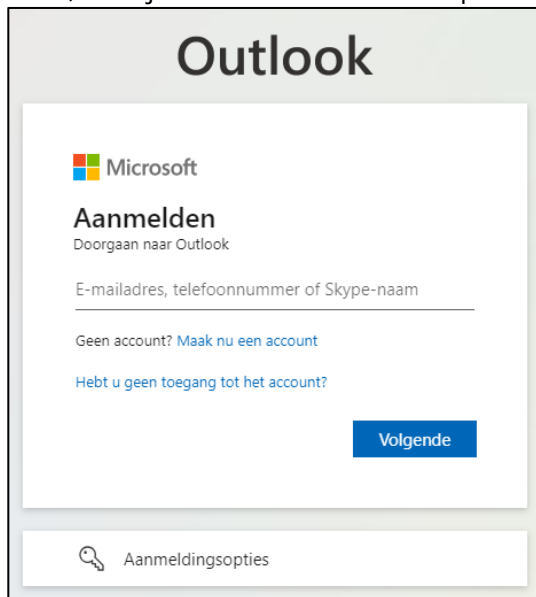 Outlook
Microsoft
Aanmelden
Doorgaan naar Outlook
E-mailadres, telefoonnummer of Skype-naam
Geen account? Maak nu een account
Hebt u geen toegang tot het account?
Volgende
Aanmeldingsopties